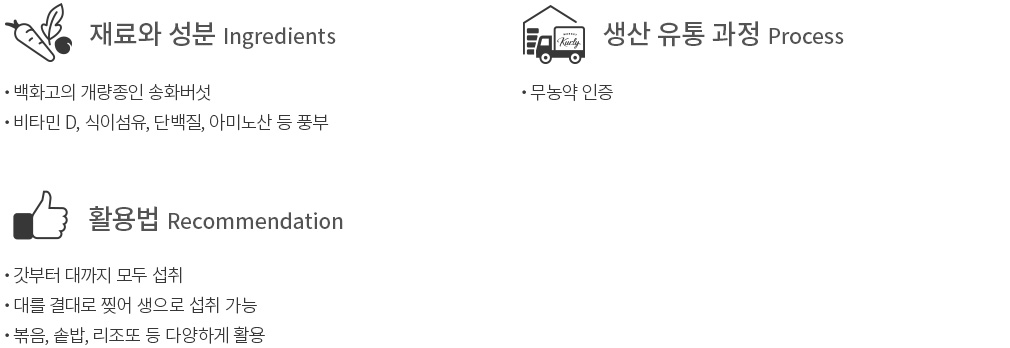 재료와 성분 Ingredients
• 백화고의 개량종인 송화버섯
• 비타민 D, 식이섬유, 단백질, 아미노산 등 풍부
생산 유통 과정 Process
Kurly
• 무농약 인증
활용법 Recommendation
• 갓부터 대까지 모두 섭취
• 대를 결대로 찢어 생으로 섭취 가능
• 볶음, 솥밥, 리조또 등 다양하게 활용